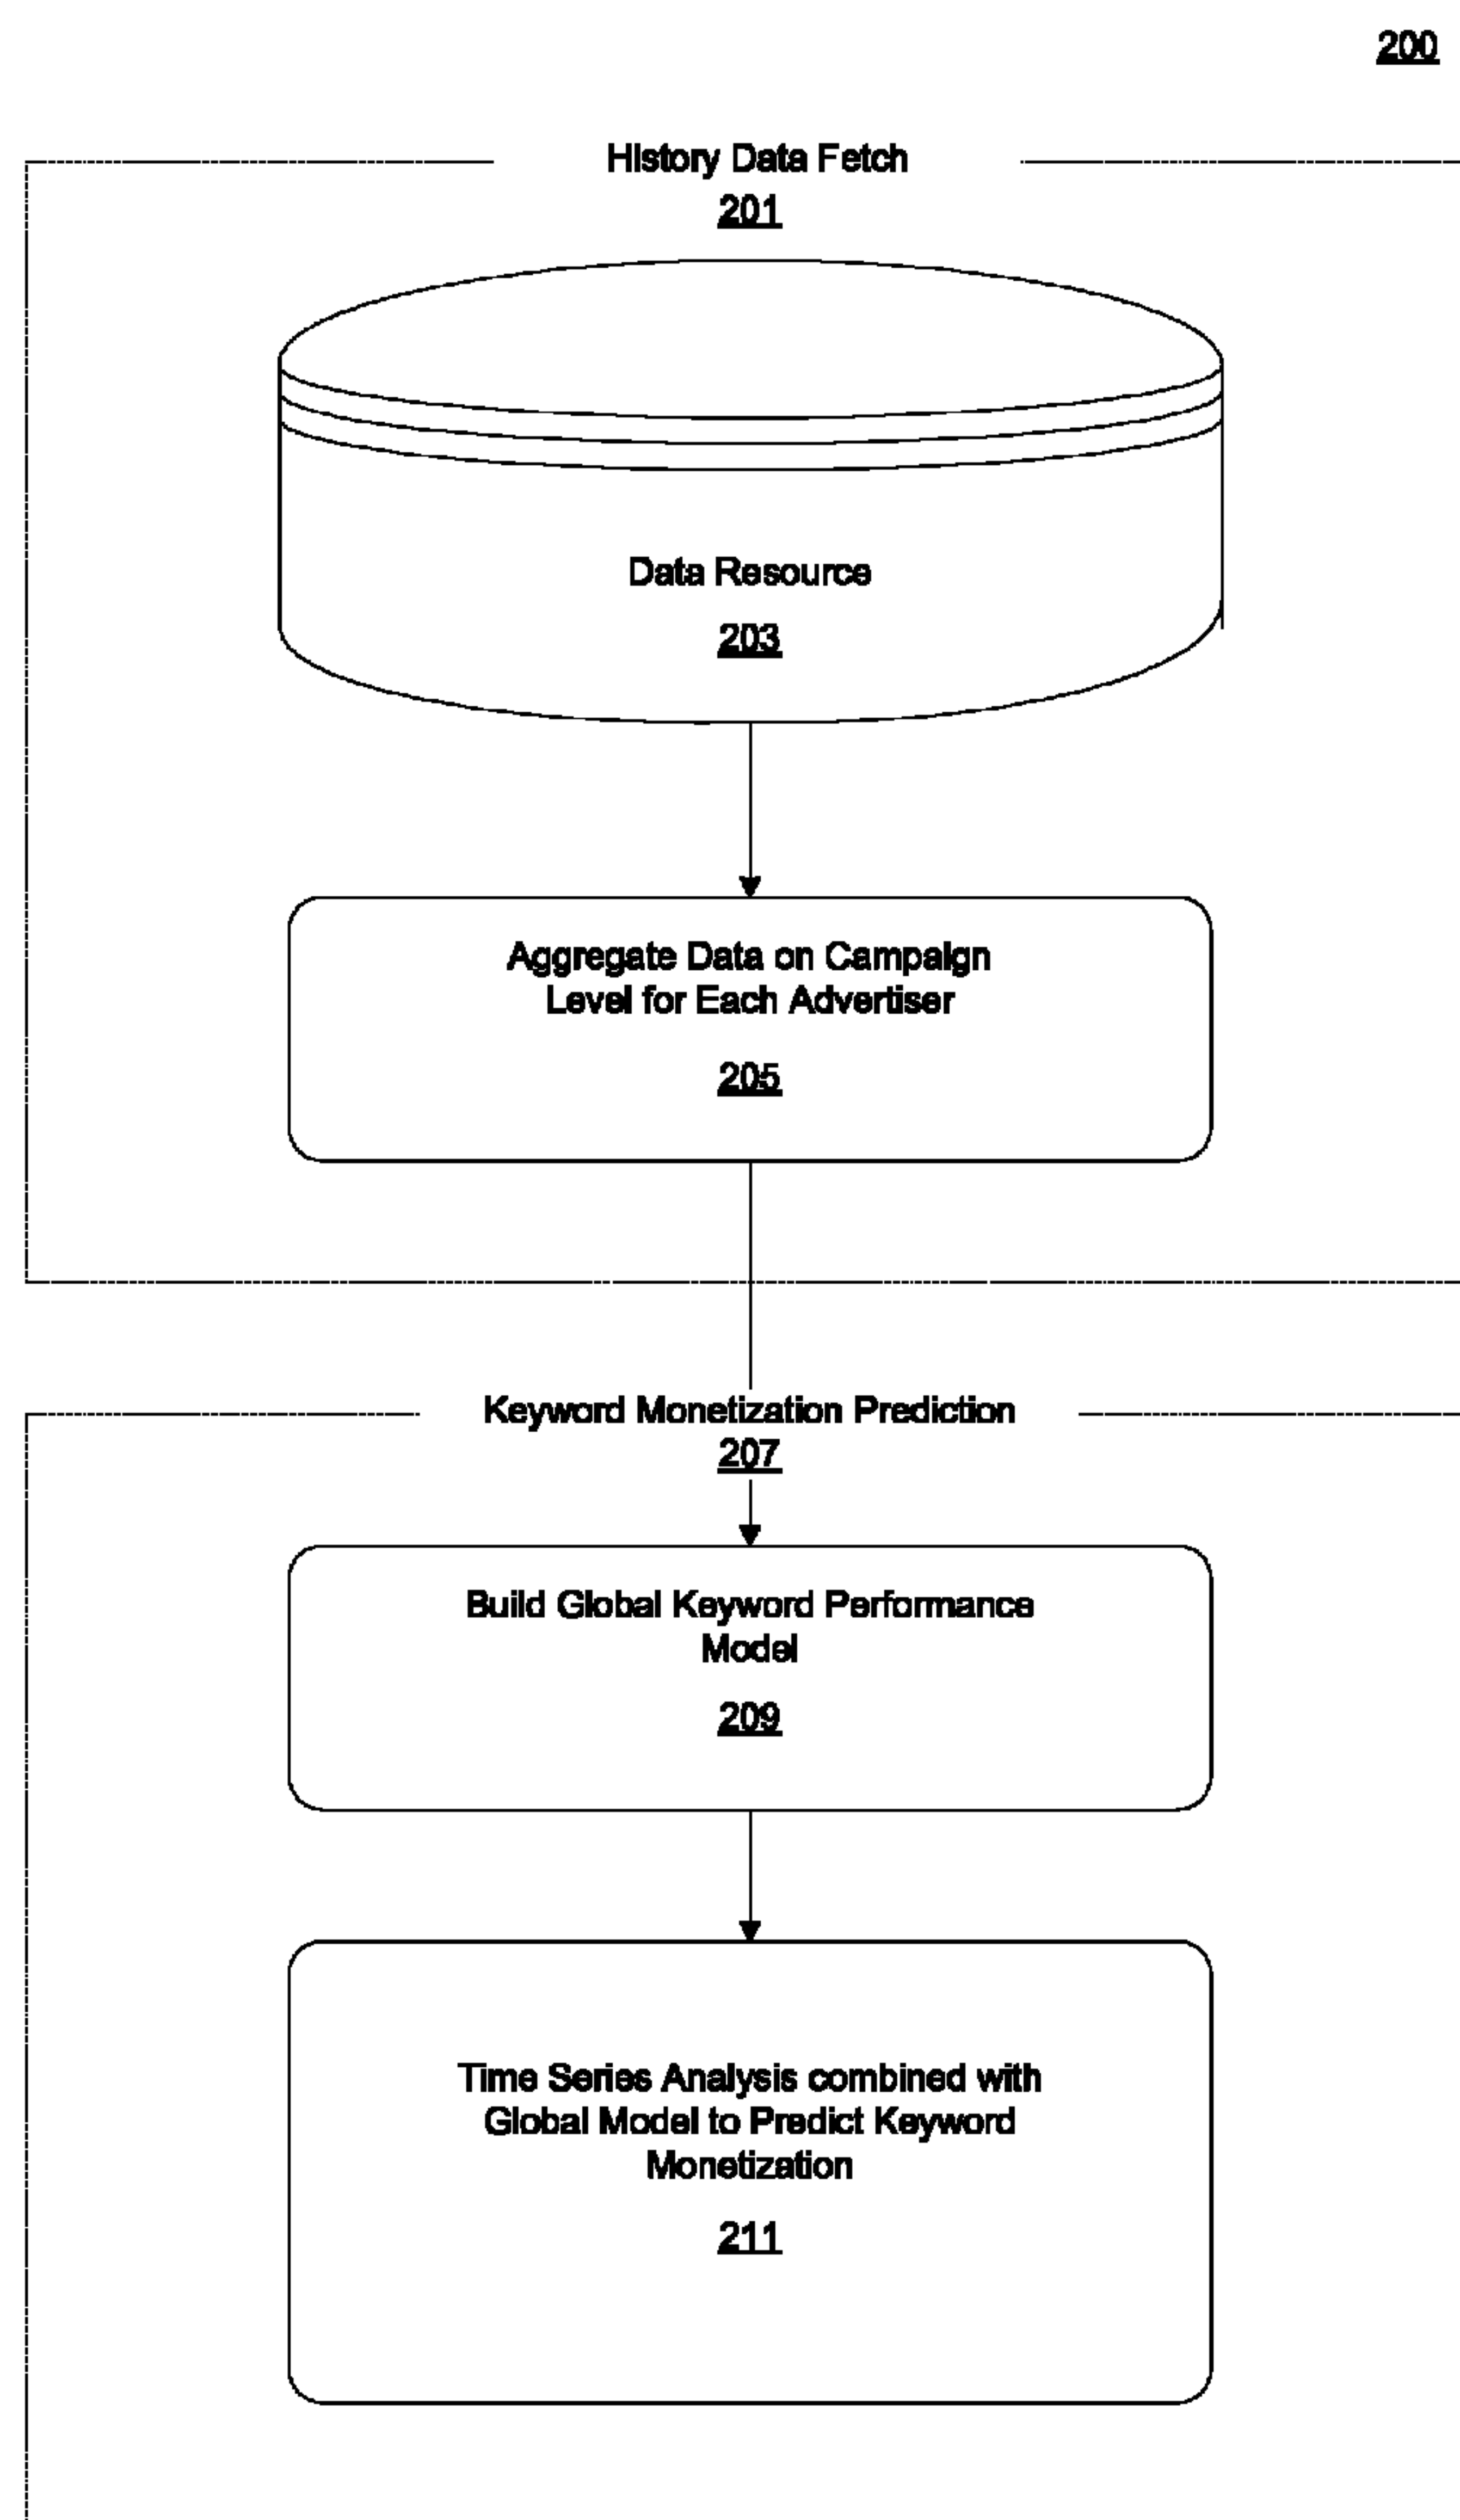 200
History Data Fetch
201
Data Resource
203
Aggregate Data on Campaign
Level for Each Advertiser
205
Keyword Monetization Prediction
207
Build Global Keyword Performance
Model
209
Time Series Analysis combined with
Global Model to Predict Keyword
Monetization
211